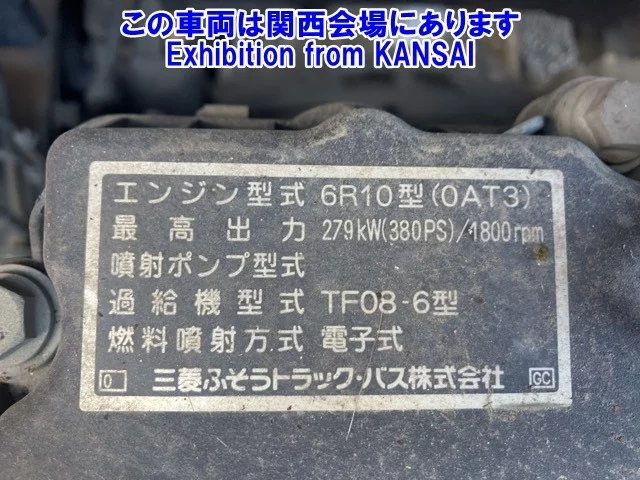 この車両は関西会場にあります
Exhibition from KANSAI
エンジン型式 6R10型(0AT3)
最高出力 279kW(380PS)/1800rpm
噴射ポンプ型式
過給機型式 TF08-6型
燃料噴射方式 電子式
0 三菱ふそうトラック・バス株式会社 GC